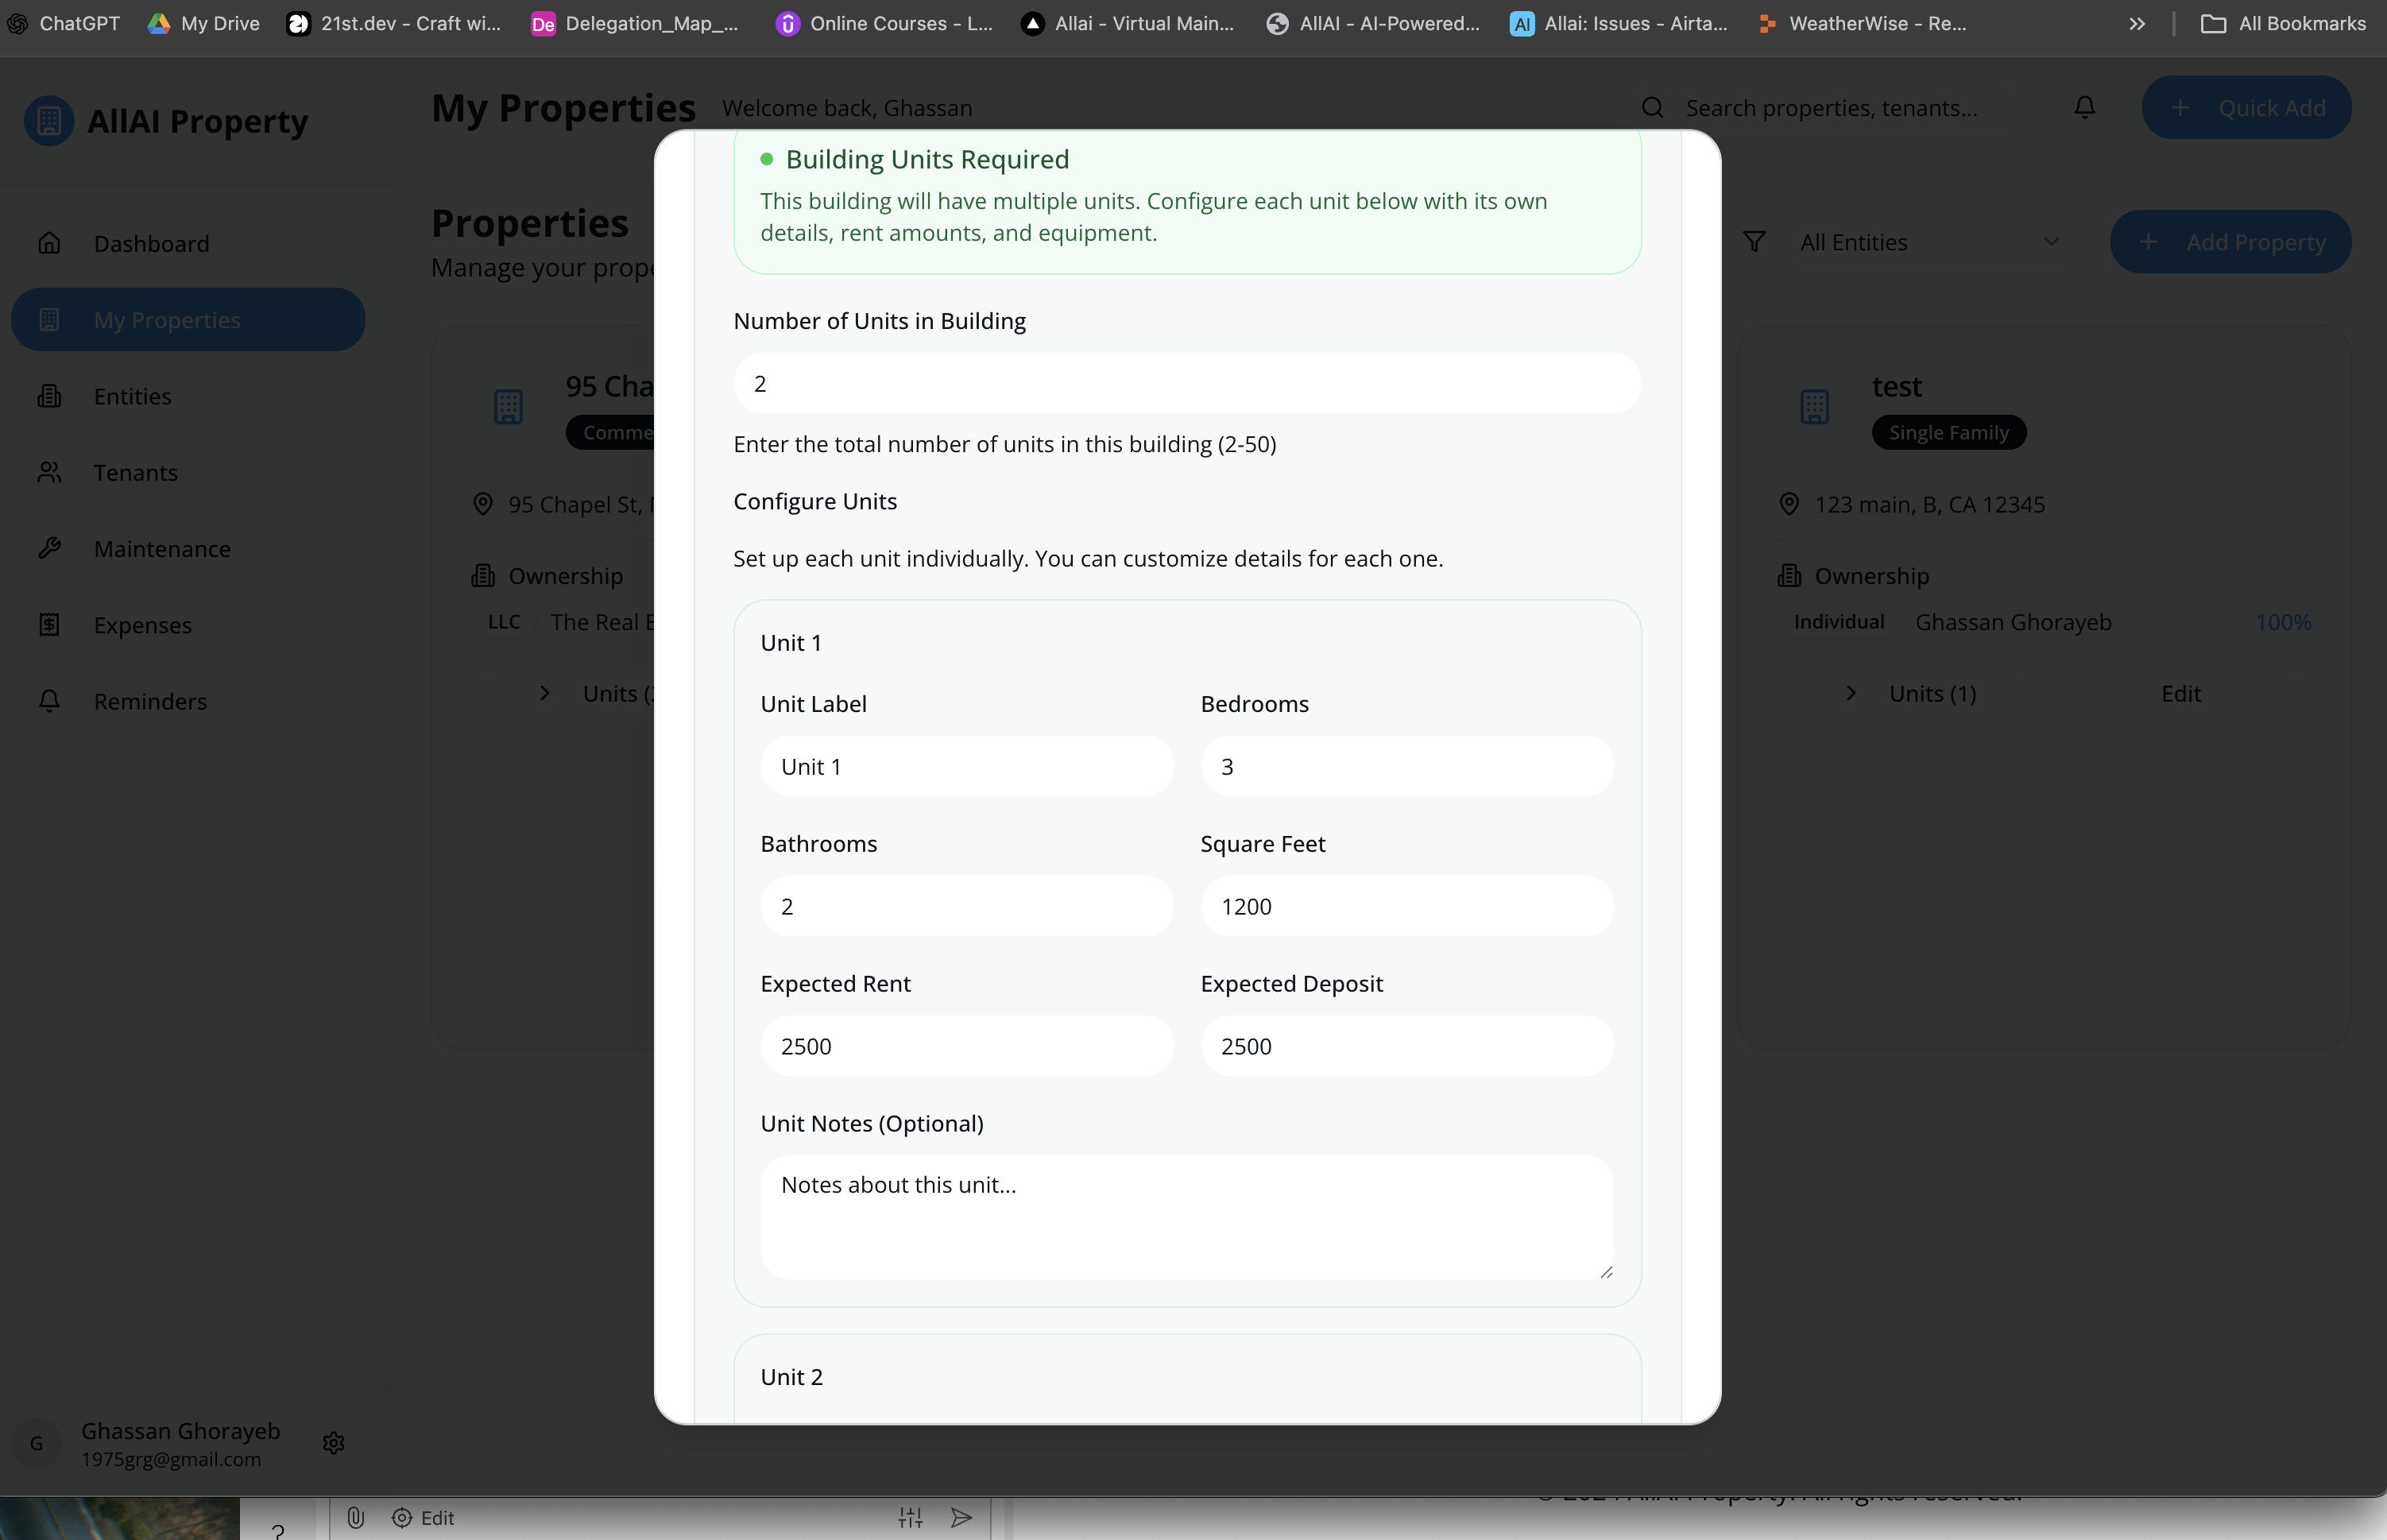 ChatGPT
My Drive
21st.dev - Craft wi...
De
Delegation_Map_...
Online Courses - L...
Allai - Virtual Main...
AllAI - AI-Powered...
AI
Allai: Issues - Airta...
WeatherWise - Re...
All Bookmarks
AllAI Property
My Properties
Welcome back, Ghassan
Search properties, tenants...
+ Quick Add
Dashboard
My Properties
Entities
Tenants
Maintenance
Expenses
Reminders
Ghassan Ghorayeb
1975grg@gmail.com
G
Properties
Manage your prope
All Entities
+ Add Property
95 Cha
Comme
95 Chapel St,
Ownership
LLC
The Real E
Units (
Building Units Required
This building will have multiple units. Configure each unit below with its own
details, rent amounts, and equipment.
Number of Units in Building
2
Enter the total number of units in this building (2-50)
Configure Units
Set up each unit individually. You can customize details for each one.
Unit 1
Unit Label
Bedrooms
Unit 1
3
Bathrooms
Square Feet
2
1200
Expected Rent
Expected Deposit
2500
2500
Unit Notes (Optional)
Notes about this unit...
Unit 2
test
Single Family
123 main, B, CA 12345
Ownership
Individual
Ghassan Ghorayeb
100%
Units (1)
Edit
?
Edit